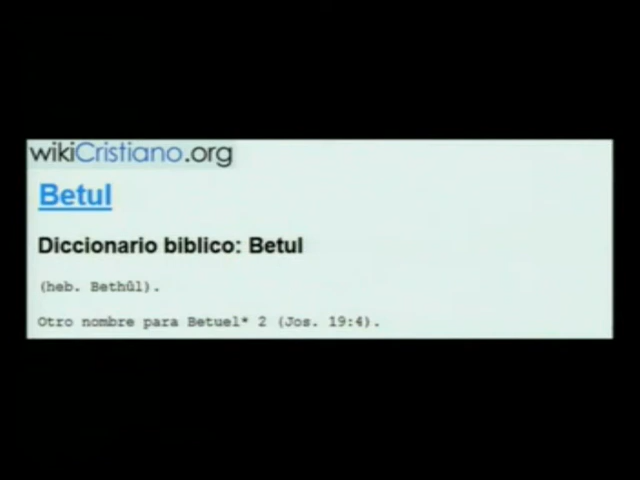 wikiCristiano.org
Betul
Diccionario biblico: Betul
(heb. Bethûl).
Otro nombre para Betuel* 2 (Jos. 19:4).